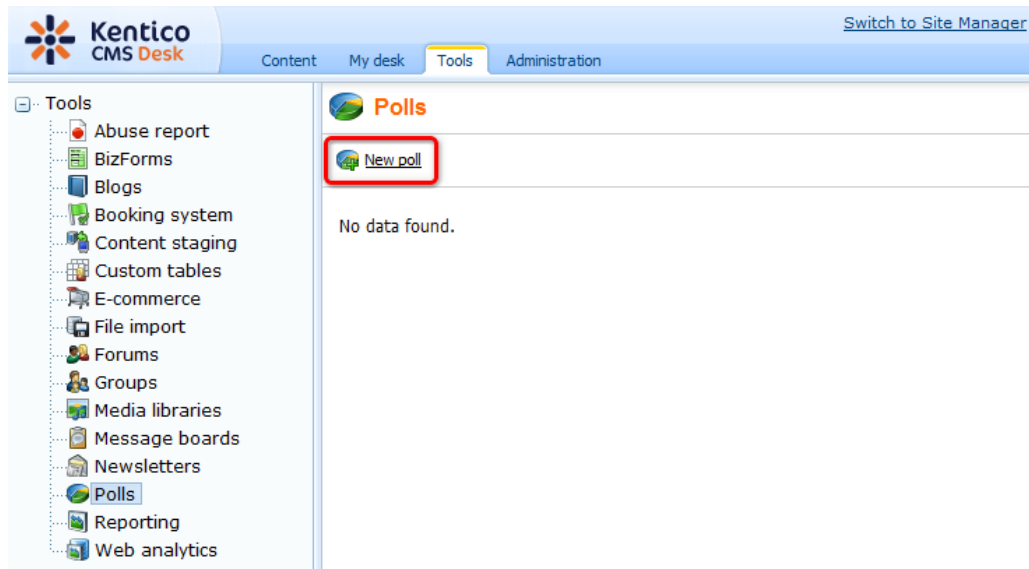 Kentico
CMS Desk
Switch to Site Manager
Content My desk Tools Administration
Tools
Abuse report
BizForms
Blogs
Booking system
Content staging
Custom tables
E-commerce
File import
Forums
Groups
Media libraries
Message boards
Newsletters
Polls
Reporting
Web analytics
Polls
New poll
No data found.